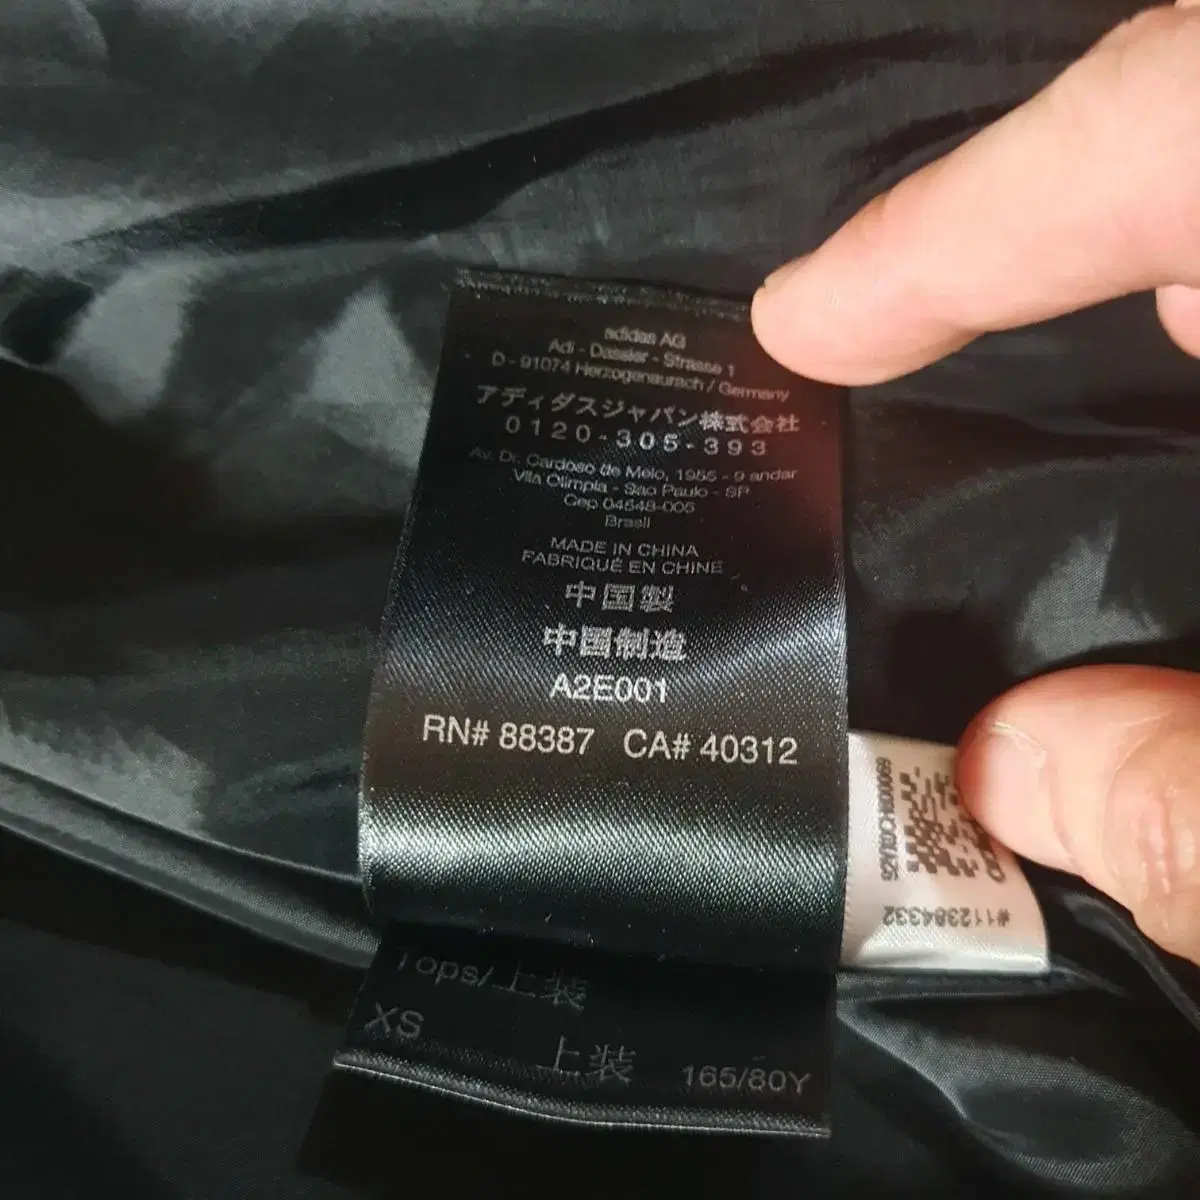 adidas AG
Adi - Dassler - Strasse 1
D - 91074 Herzogenaurach / Germany
アディダスジャパン株式会社
0120-305-393
Av. Dr. Cardoso de Melo, 1955 - 9 andar
Vila Olimpia - Sao Paulo - SP
Cep 04548-005
Brasil
MADE IN CHINA
FABRIQUÉ EN CHINE
中国製
中国制造
A2E001
RN# 88387 CA# 40312
Tops/上装
XS
上装 165/80Y
#112384332